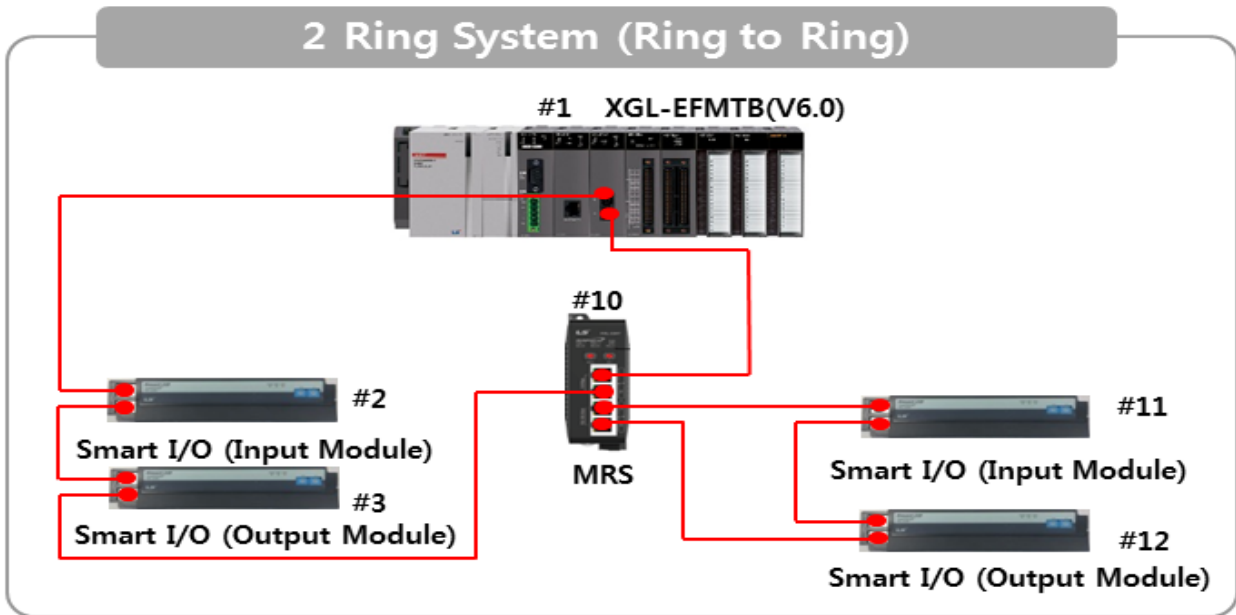 2 Ring System (Ring to Ring)
#1 XGL-EFMTB(V6.0)
#10
MRS
#2
Smart I/O (Input Module)
#3
Smart I/O (Output Module)
#11
Smart I/O (Input Module)
#12
Smart I/O (Output Module)